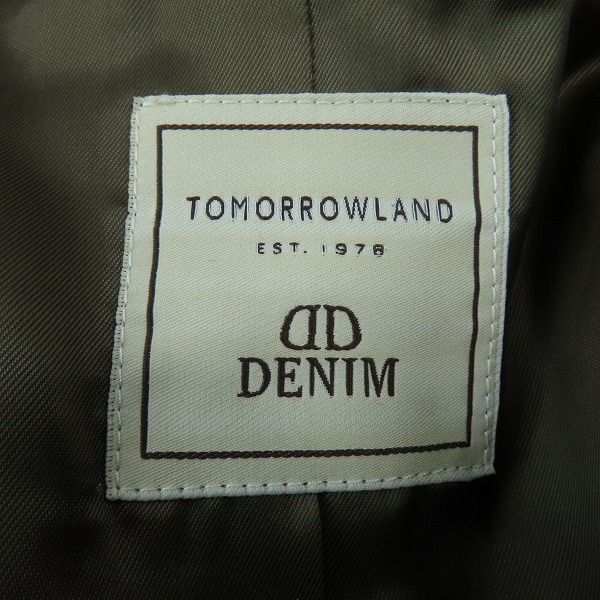 TOMORROWLAND
EST. 1978
DD
DENIM